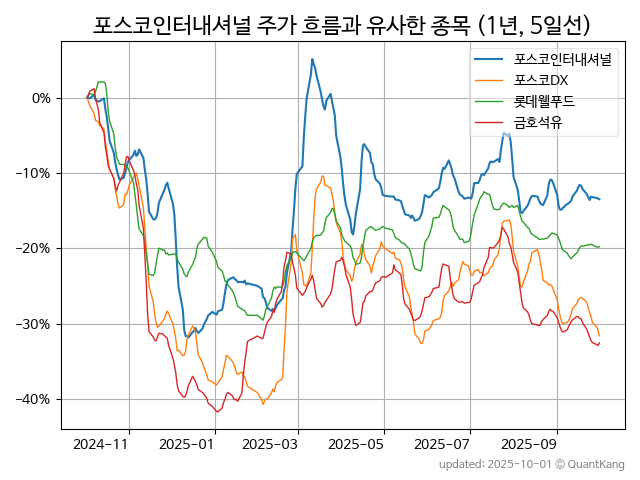 포스코인터내셔널 주가 흐름과 유사한 종목 (1년, 5일선)
포스코인터내셔널
포스코DX
롯데웰푸드
금호석유
0%
−10%
−20%
−30%
−40%
2024−11
2025−01
2025−03
2025−05
2025−07
2025−09
updated: 2025-10-01 © QuantKang